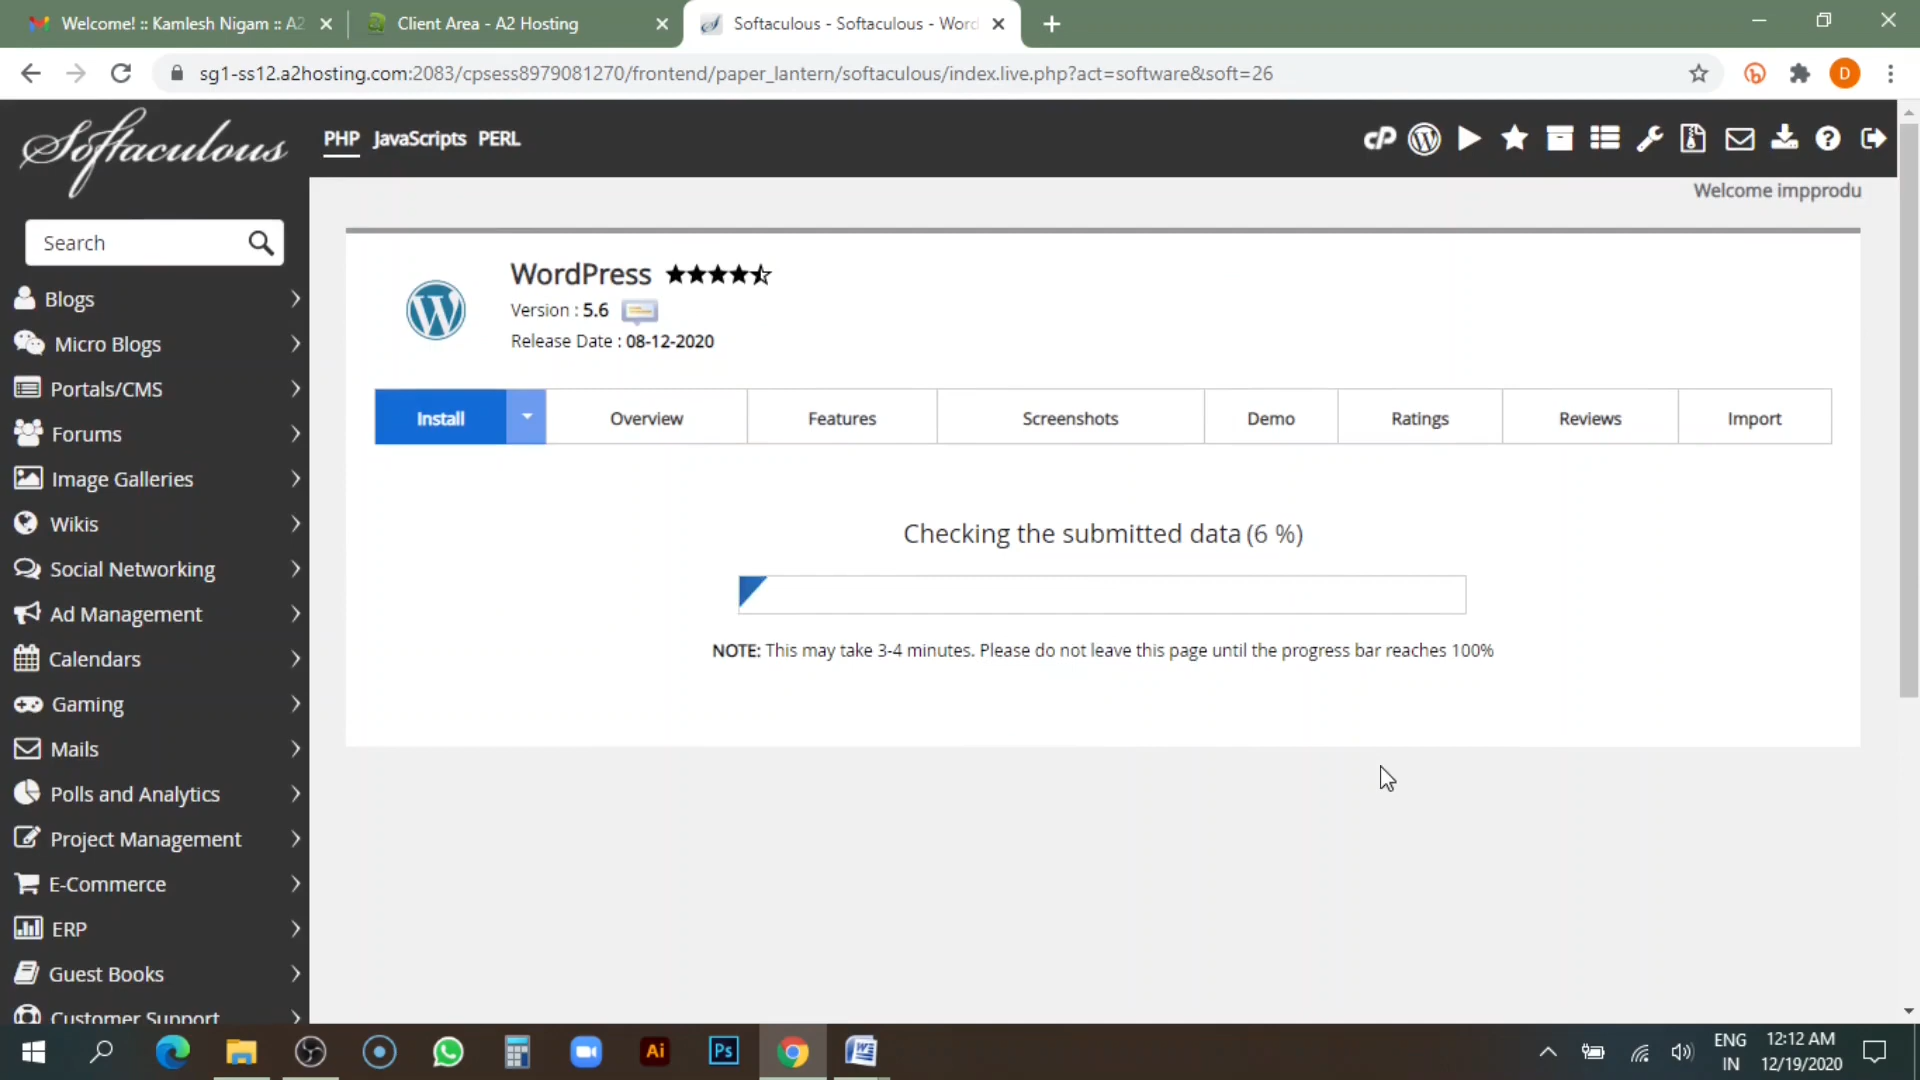 Welcome! :: Kamlesh Nigam :: A2
Client Area - A2 Hosting
Softaculous - Softaculous - Word
sg1-ss12.a2hosting.com:2083/cpsess8979081270/frontend/paper_lantern/softaculous/index.live.php?act=software&soft=26
D
Softaculous
PHP JavaScripts PERL
cP
Welcome impprodu
Search
Blogs
Micro Blogs
Portals/CMS
Forums
Image Galleries
Wikis
Social Networking
Ad Management
Calendars
Gaming
Mails
Polls and Analytics
Project Management
E-Commerce
ERP
Guest Books
Customer Support
WordPress
Version : 5.6
Release Date : 08-12-2020
Install
Overview
Features
Screenshots
Demo
Ratings
Reviews
Import
Checking the submitted data (6 %)
NOTE: This may take 3-4 minutes. Please do not leave this page until the progress bar reaches 100%
Ai
Ps
ENG
IN
12:12 AM
12/19/2020